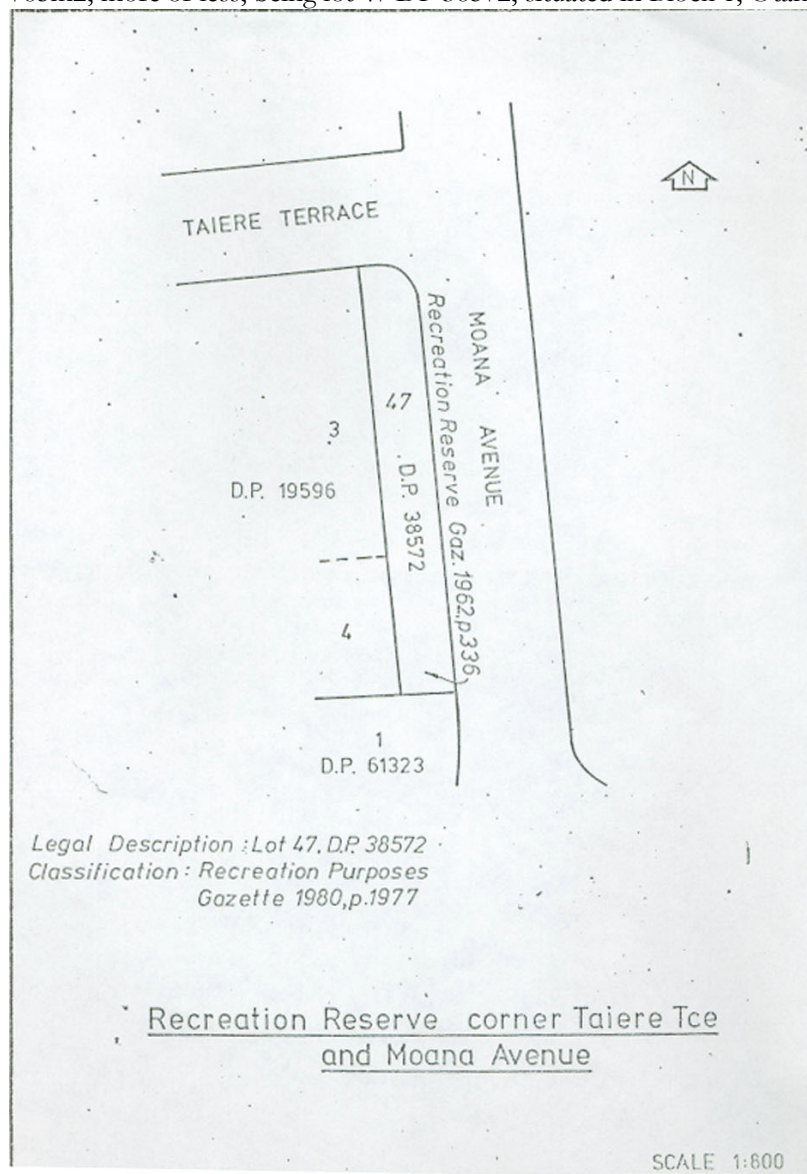 N
TAIERE TERRACE
MOANA AVENUE
Recreation Reserve Gaz. 1962,p.336
47
D.P. 38572
3
D.P. 19596
4
1
D.P. 61323
Legal Description : Lot 47, D.P. 38572
Classification : Recreation Purposes
Gazette 1980,p.1977
Recreation Reserve corner Taiere Tce
and Moana Avenue
SCALE 1:800